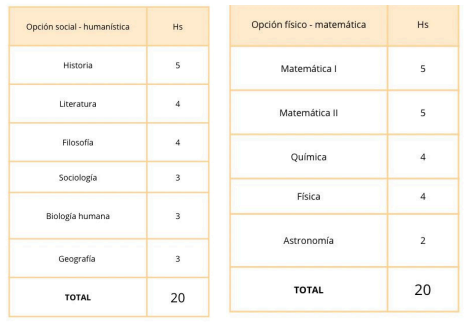 Opción social - humanística Hs
Historia 5
Literatura 4
Filosofía 4
Sociología 3
Biología humana 3
Geografía 3
TOTAL 20
Opción físico - matemática Hs
Matemática I 5
Matemática II 5
Química 4
Física 4
Astronomía 2
TOTAL 20